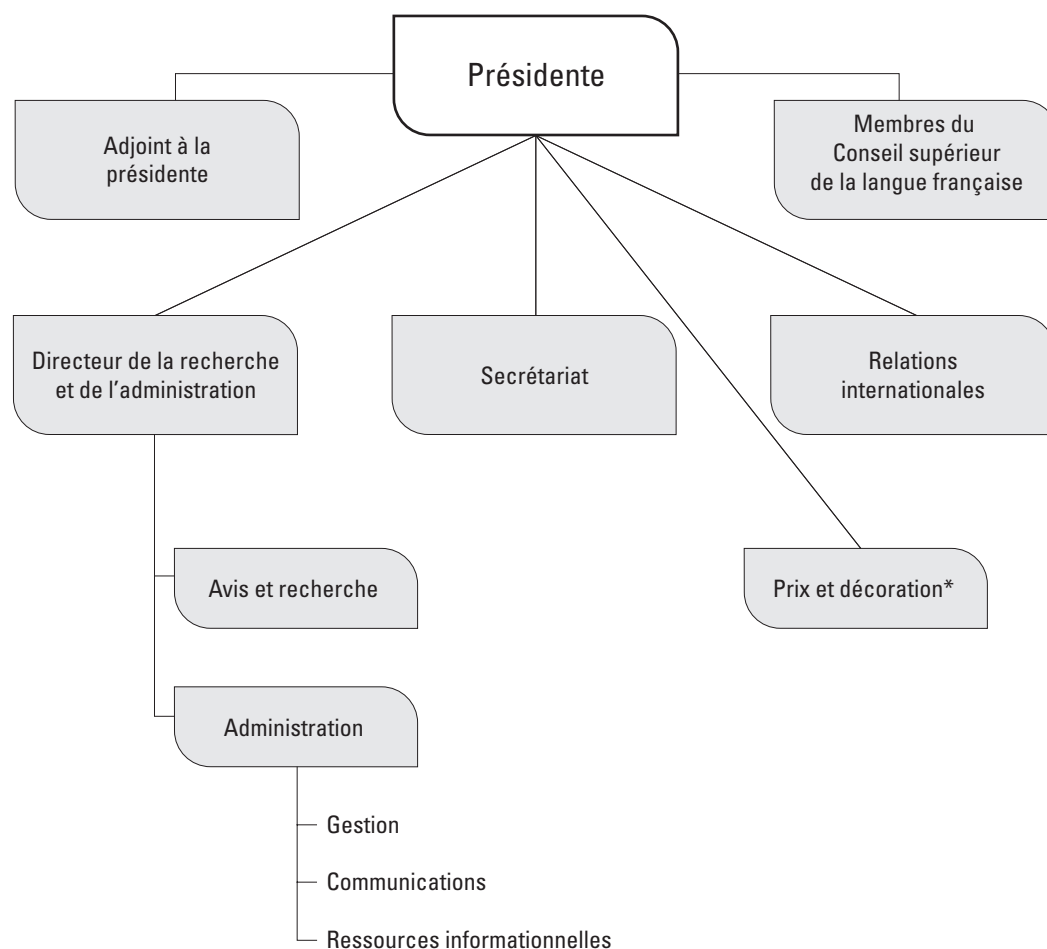 Présidente
Adjoint à la
présidente
Membres du
Conseil supérieur
de la langue française
Directeur de la recherche
et de l'administration
Secrétariat
Relations
internationales
Avis et recherche
Prix et décoration*
Administration
Gestion
Communications
Ressources informationnelles